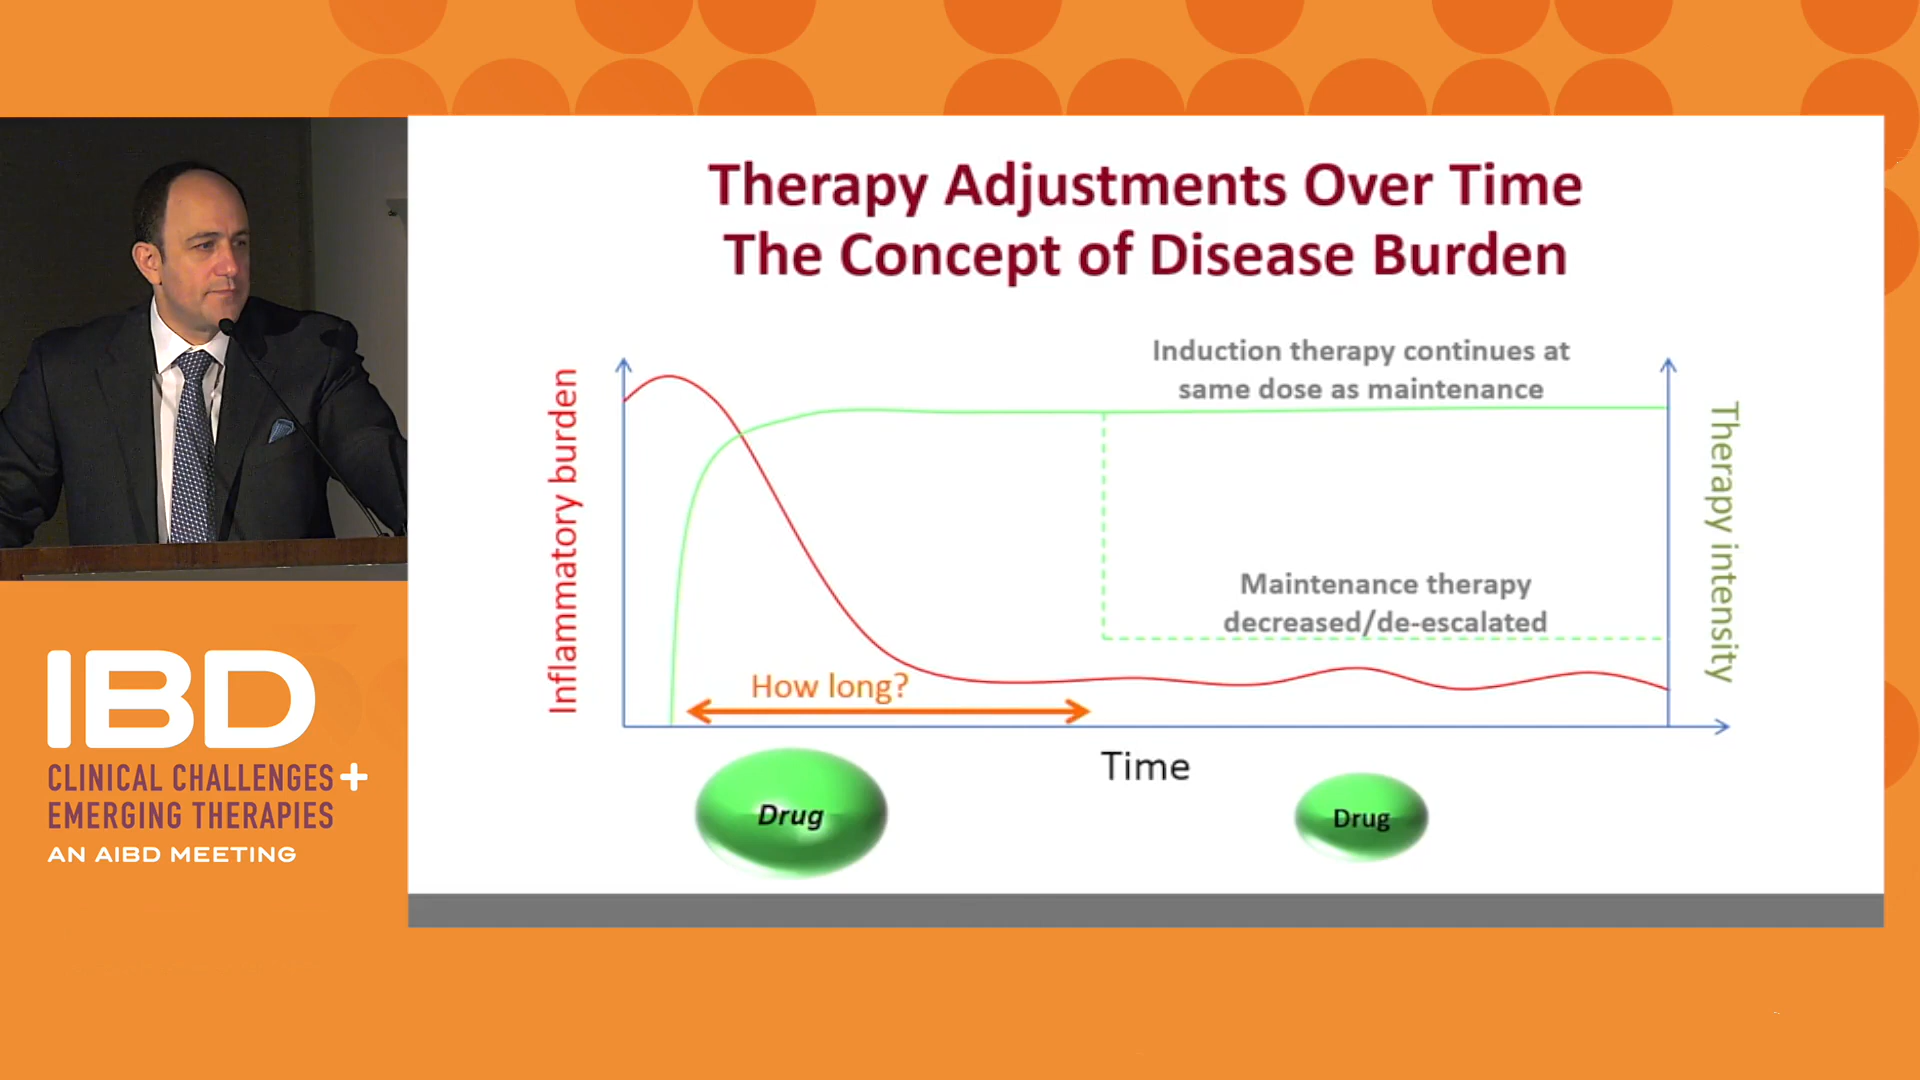 Therapy Adjustments Over Time
The Concept of Disease Burden
Induction therapy continues at
same dose as maintenance
Inflammatory burden
Therapy intensity
Maintenance therapy
decreased/de-escalated
How long?
Time
Drug
Drug
IBD
CLINICAL CHALLENGES +
EMERGING THERAPIES
AN AIBD MEETING